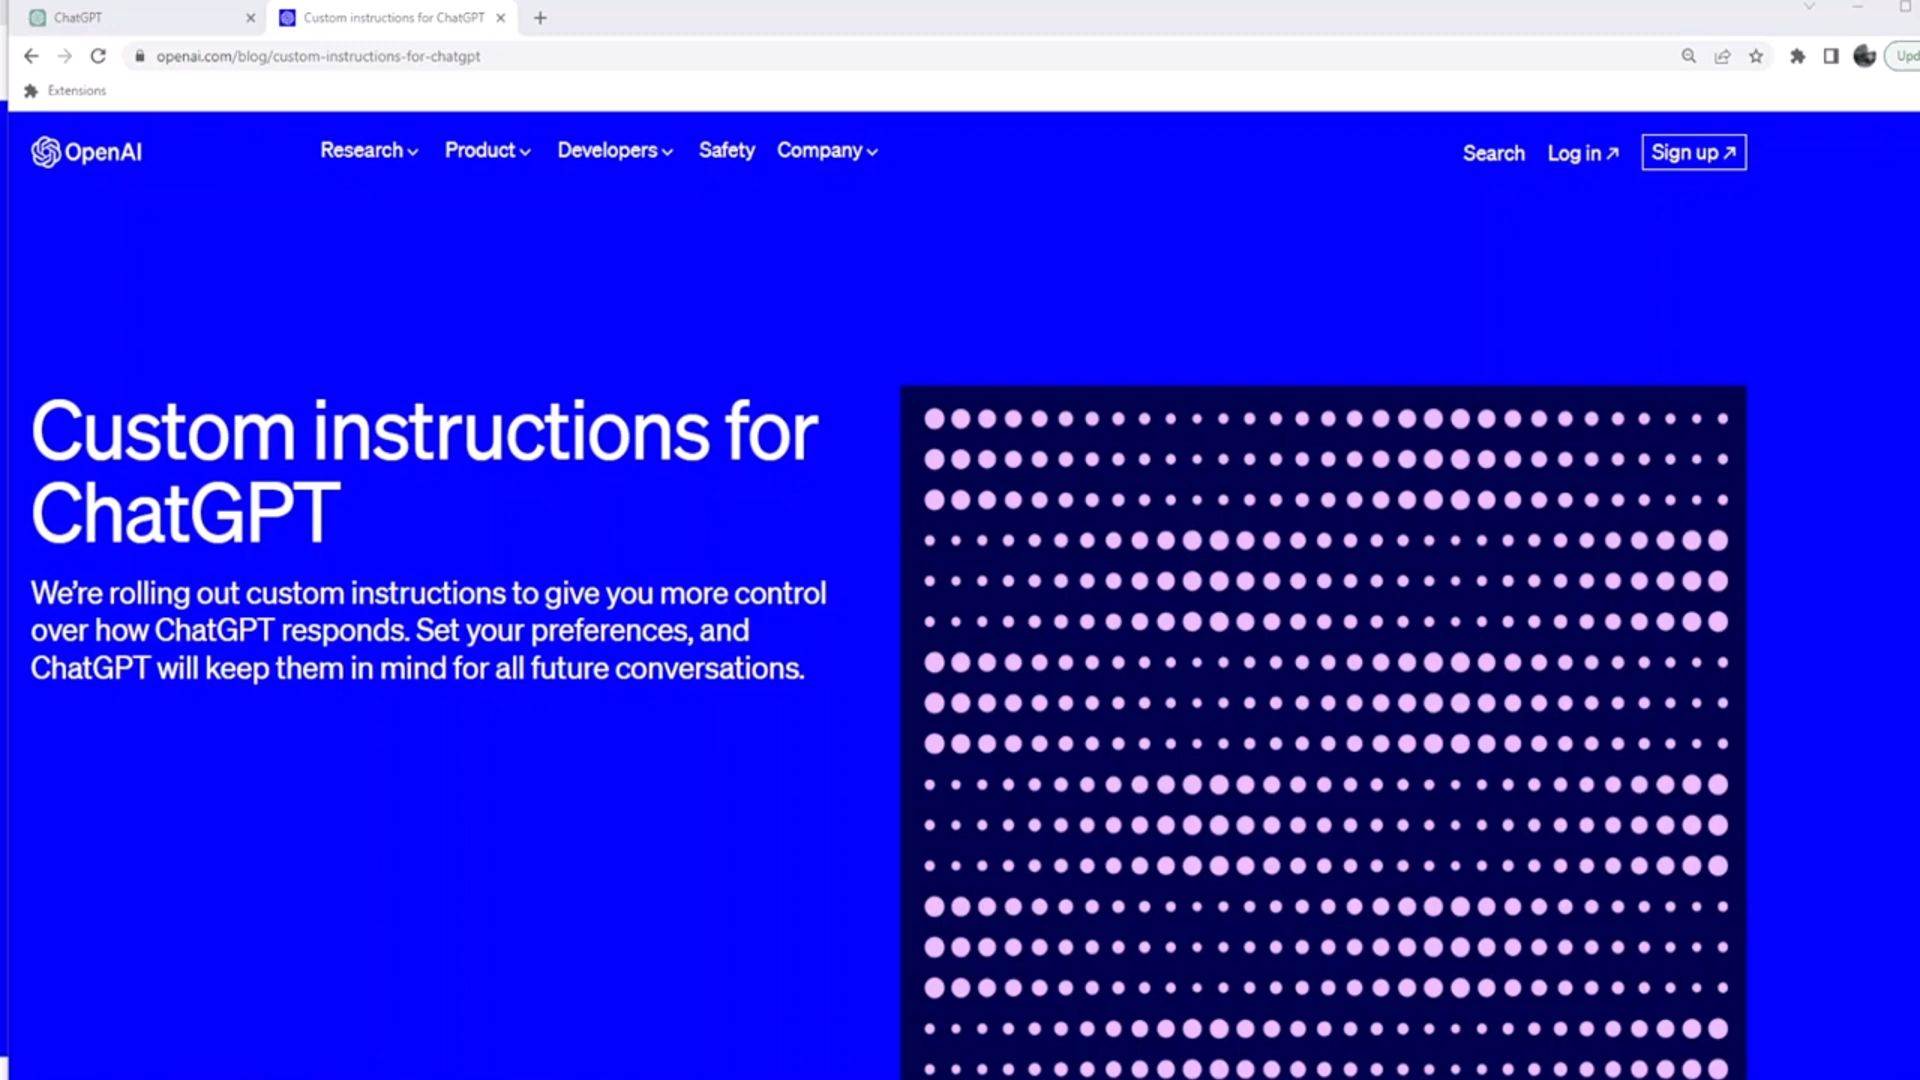 ChatGPT
Custom instructions for ChatGPT
openai.com/blog/custom-instructions-for-chatgpt
Upd
Extensions
OpenAI
Research
Product
Developers
Safety
Company
Search
Log in ↗
Sign up ↗
Custom instructions for
ChatGPT
We’re rolling out custom instructions to give you more control
over how ChatGPT responds. Set your preferences, and
ChatGPT will keep them in mind for all future conversations.